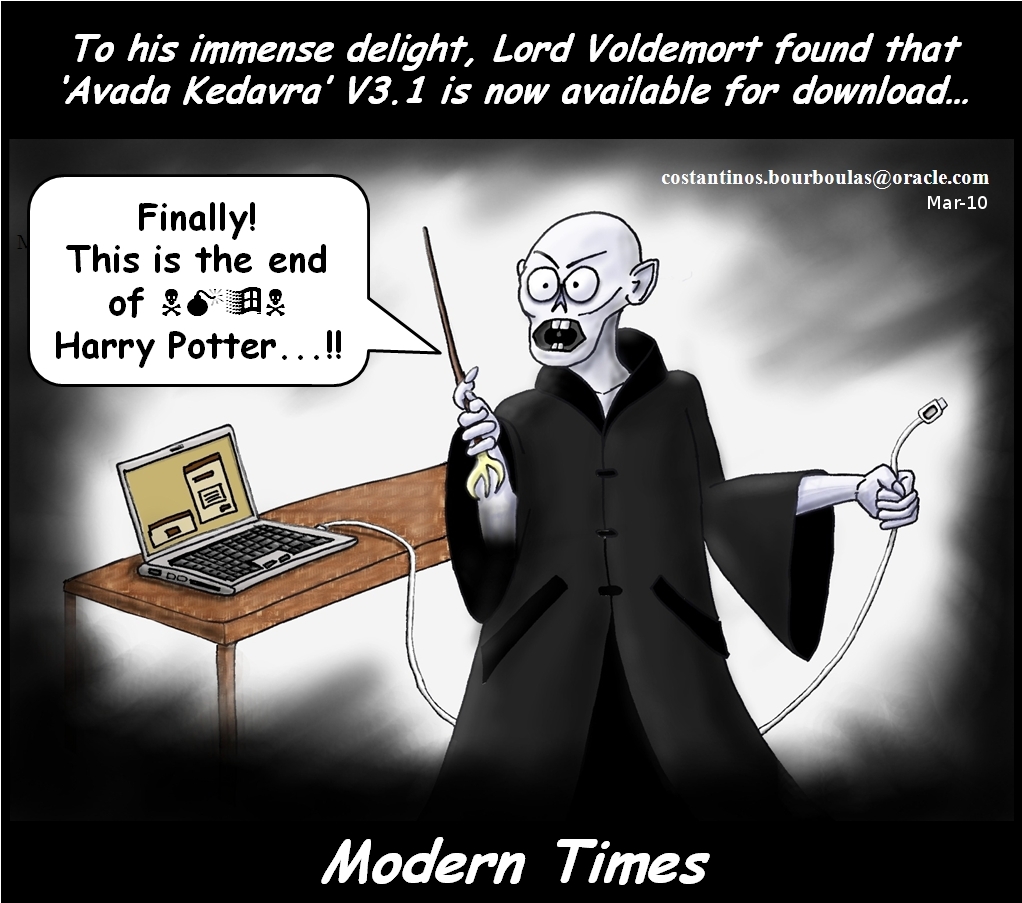 To his immense delight, Lord Voldemort found that
'Avada Kedavra' V3.1 is now available for download...
costantinos.bourboulas@oracle.com
Mar-10
Finally!
This is the end
of ☠💣☠
Harry Potter...!!
Modern Times